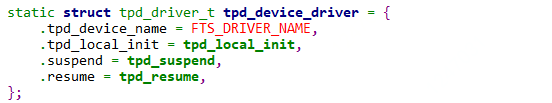 static struct tpd_driver_t tpd_device_driver = {
    .tpd_device_name = FTS_DRIVER_NAME,
    .tpd_local_init = tpd_local_init,
    .suspend = tpd_suspend,
    .resume = tpd_resume,
};